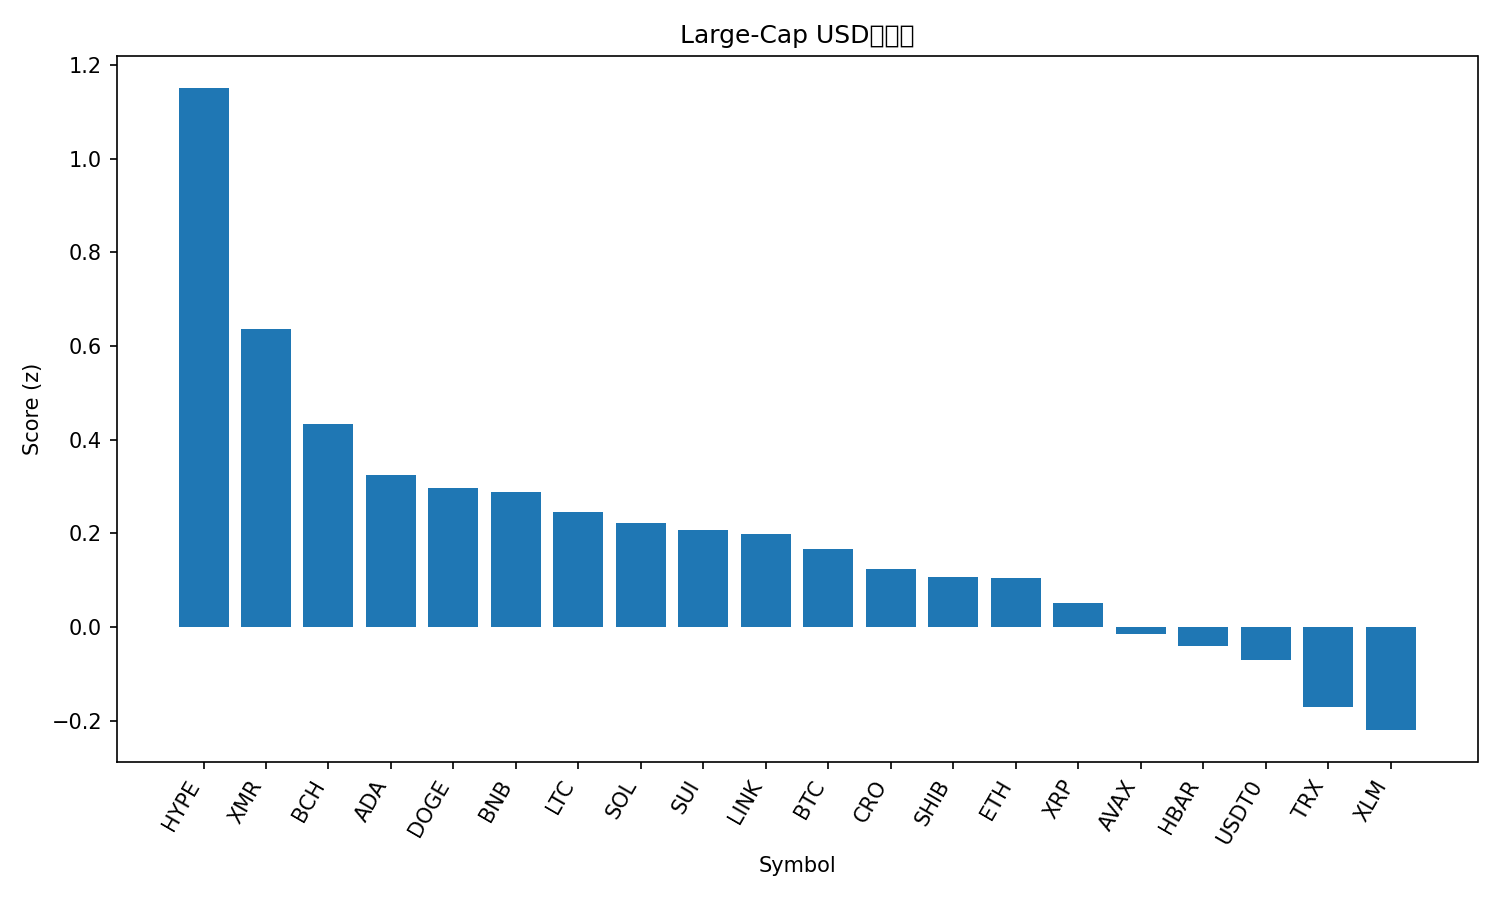 Large-Cap USD
1.2
1.0
0.8
0.6
0.4
0.2
0.0
−0.2
Score (z)
HYPE
XMR
BCH
ADA
DOGE
BNB
LTC
SOL
SUI
LINK
BTC
CRO
SHIB
ETH
XRP
AVAX
HBAR
USDT0
TRX
XLM
Symbol